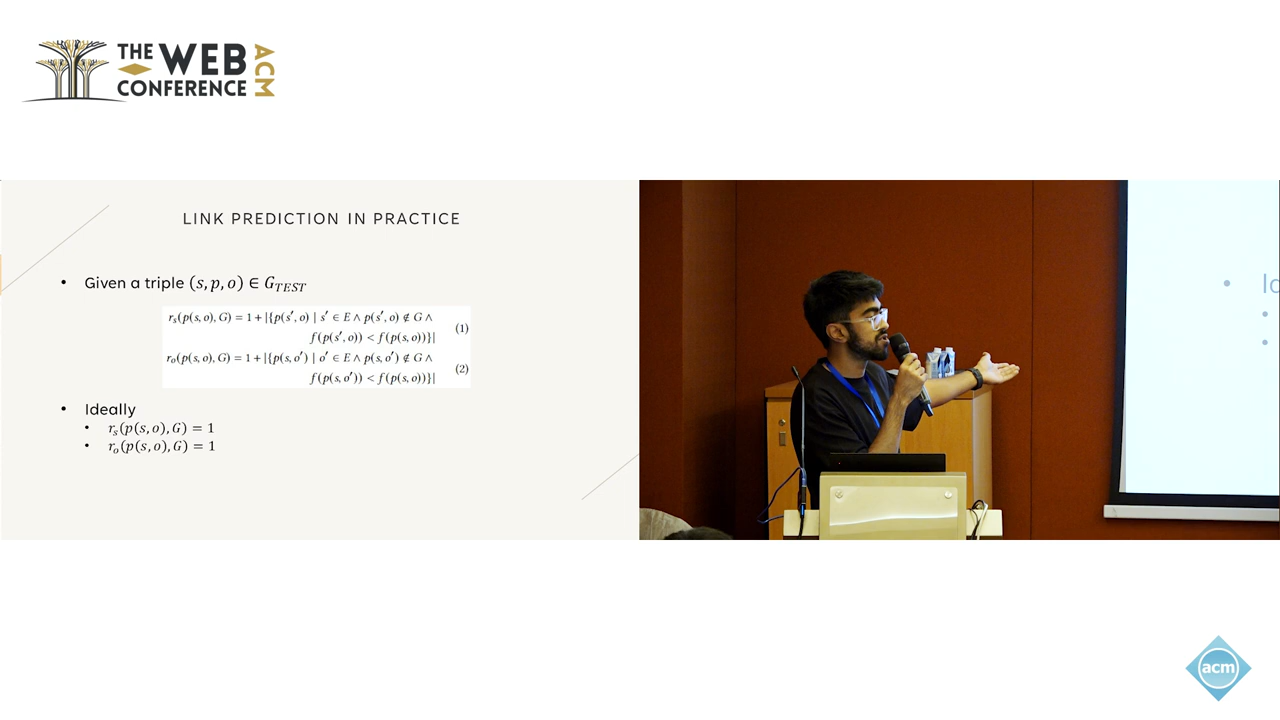 THE WEB
CONFERENCE
ACM
LINK PREDICTION IN PRACTICE
• Given a triple (s, p, o) ∈ G_TEST
r_s(p(s, o), G) = 1 + |{p(s′, o) | s′ ∈ E ∧ p(s′, o) ∉ G ∧
f(p(s′, o)) < f(p(s, o))}| (1)
r_o(p(s, o), G) = 1 + |{p(s, o′) | o′ ∈ E ∧ p(s, o′) ∉ G ∧
f(p(s, o′)) < f(p(s, o))}| (2)
• Ideally
• r_s(p(s, o), G) = 1
• r_o(p(s, o), G) = 1
acm